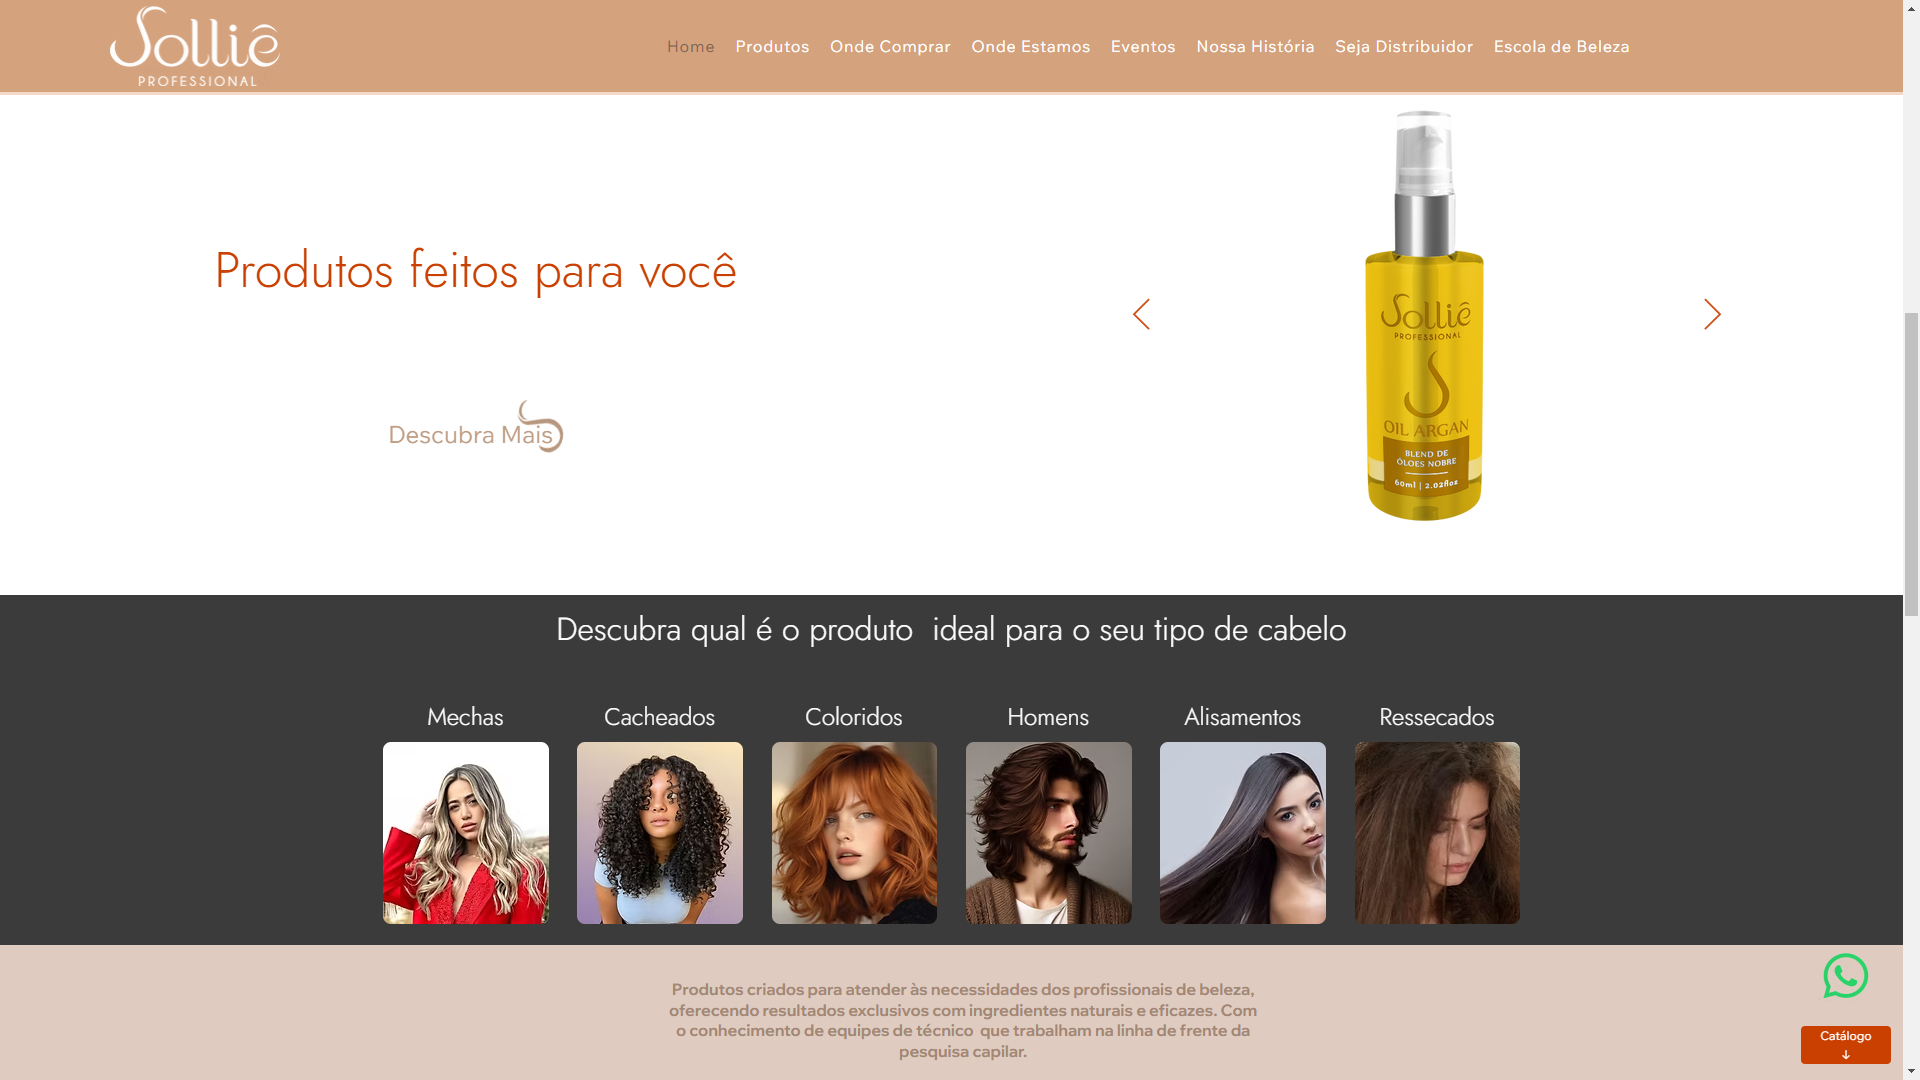 Solliê
PROFESSIONAL
Home Produtos Onde Comprar Onde Estamos Eventos Nossa História Seja Distribuidor Escola de Beleza
Produtos feitos para você
Descubra Mais
Solliê
PROFESSIONAL
OIL ARGAN
BLEND DE
ÓLOES NOBRE
60ml | 2.02floz
Descubra qual é o produto ideal para o seu tipo de cabelo
Mechas Cacheados Coloridos Homens Alisamentos Ressecados
Produtos criados para atender às necessidades dos profissionais de beleza,
oferecendo resultados exclusivos com ingredientes naturais e eficazes. Com
o conhecimento de equipes de técnico que trabalham na linha de frente da
pesquisa capilar.
Catálogo
↓